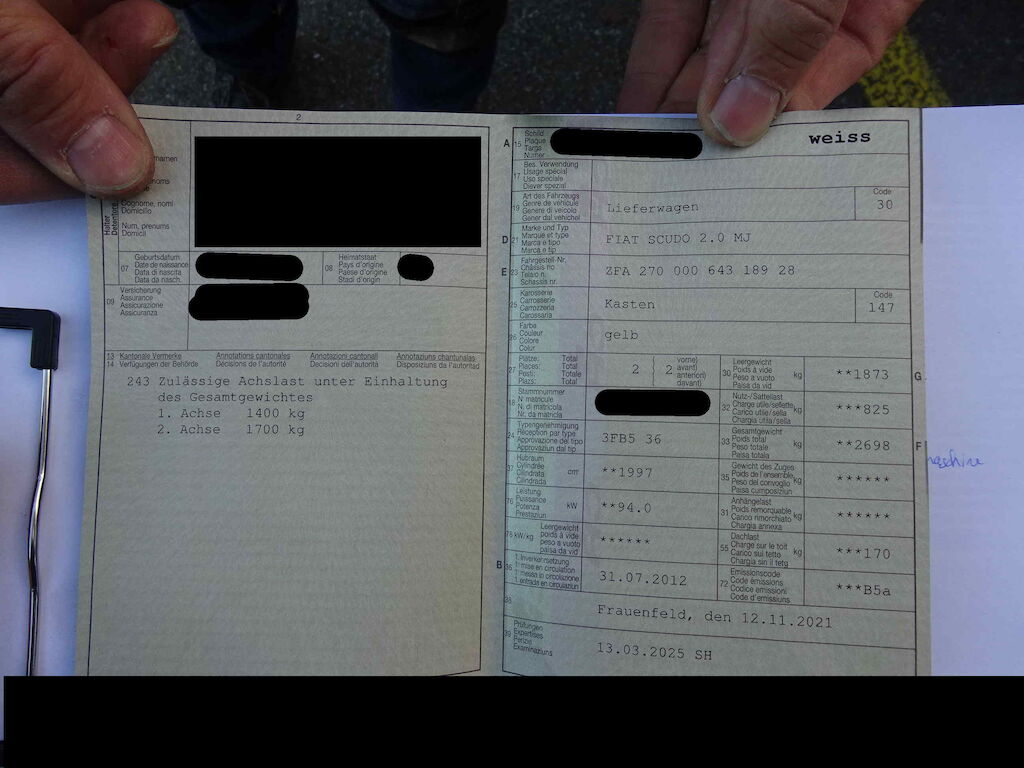 2
Cognome, nomi
Domicilio
Num, prenums
Domicil
07 Geburtsdatum
Date de naissance
Data di nascita
Data da nasch.
08 Heimatstaat
Pays d'origine
Paese d'origine
Stadi d'origin
09 Versicherung
Assurance
Assicurazione
Assicuranza
13 Kantonale Vermerke Annotations cantonales Annotazioni cantonali Annotaziuns chantunalas
14 Verfügungen der Behörde Décisions de l'autorité Decisioni dell'autorità Disposiziuns da l'autoritad
243 Zulässige Achslast unter Einhaltung
des Gesamtgewichtes
1. Achse 1400 kg
2. Achse 1700 kg
A 15 Schild
Plaque
Targa
Numer
weiss
17 Bes. Verwendung
Usage spécial
Uso speciale
Diever spezial
19 Art des Fahrzeugs
Genre de véhicule
Genere di veicolo
Gener dal vehichel
Lieferwagen
Code
30
D 21 Marke und Typ
Marque et type
Marca e tipo
Marca e tip
FIAT SCUDO 2.0 MJ
E 23 Fahrgestell-Nr.
Châssis no
Telaio n.
Schassis nr.
ZFA 270 000 643 189 28
25 Karosserie
Carrosserie
Carrozzeria
Carossaria
Kasten
Code
147
26 Farbe
Couleur
Colore
Colur
gelb
27 Plätze: Total
Places: Total
Posti: Totale
Plazs: Total
2
vorne)
avant)
anteriori)
davant)
2
30 Leergewicht
Poids à vide
Peso a vuoto
Paisa da vid
kg
**1873
G
18 Stammnummer
N matricule
N. di matricola
Nr. da matricla
32 Nutz-/Sattellast
Charge utile/sellette
Carico utile/sella
Chargia utila/sella
kg
***825
24 Typengenehmigung
Réception par type
Approvazione del tipo
Approvaziun dal tip
3FB5 36
33 Gesamtgewicht
Poids total
Peso totale
Paisa totala
kg
**2698
F
37 Hubraum
Cylindrée
Cilindrata
Cilindrada
cm³
**1997
35 Gewicht des Zuges
Poids de l'ensemble
Peso del convoglio
Paisa cumposiziun
kg
******
76 Leistung
Puissance
Potenza
Prestaziun
kW
**94.0
31 Anhängelast
Poids remorquable
Carico rimorchiato
Chargia annexa
kg
******
78 kW/kg
Leergewicht
poids à vide
peso a vuoto
paisa da vid
******
55 Dachlast
Charge sur le toit
Carico sul tetto
Chargia sin il tetg
kg
***170
B 36 1. Inverkehrsetzung
1. mise en circulation
1. messa in circolazione
1. entrada en circulaziun
31.07.2012
72 Emissionscode
Code émissions
Codice emissioni
Code d'emissiuns
***B5a
38
Frauenfeld, den 12.11.2021
39 Prüfungen
Expertises
Perizie
Examinaziuns
13.03.2025 SH